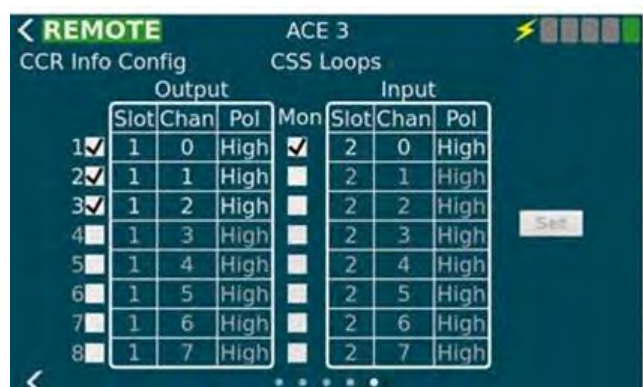 < REMOTE ACE 3
CCR Info Config CSS Loops
Output Input
Slot Chan Pol Mon Slot Chan Pol
1 1 0 High 2 0 High
2 1 1 High 2 1 High
3 1 2 High 2 2 High
4 1 3 High 2 3 High
5 1 4 High 2 4 High
6 1 5 High 2 5 High
7 1 6 High 2 6 High
8 1 7 High 2 7 High
Set
<